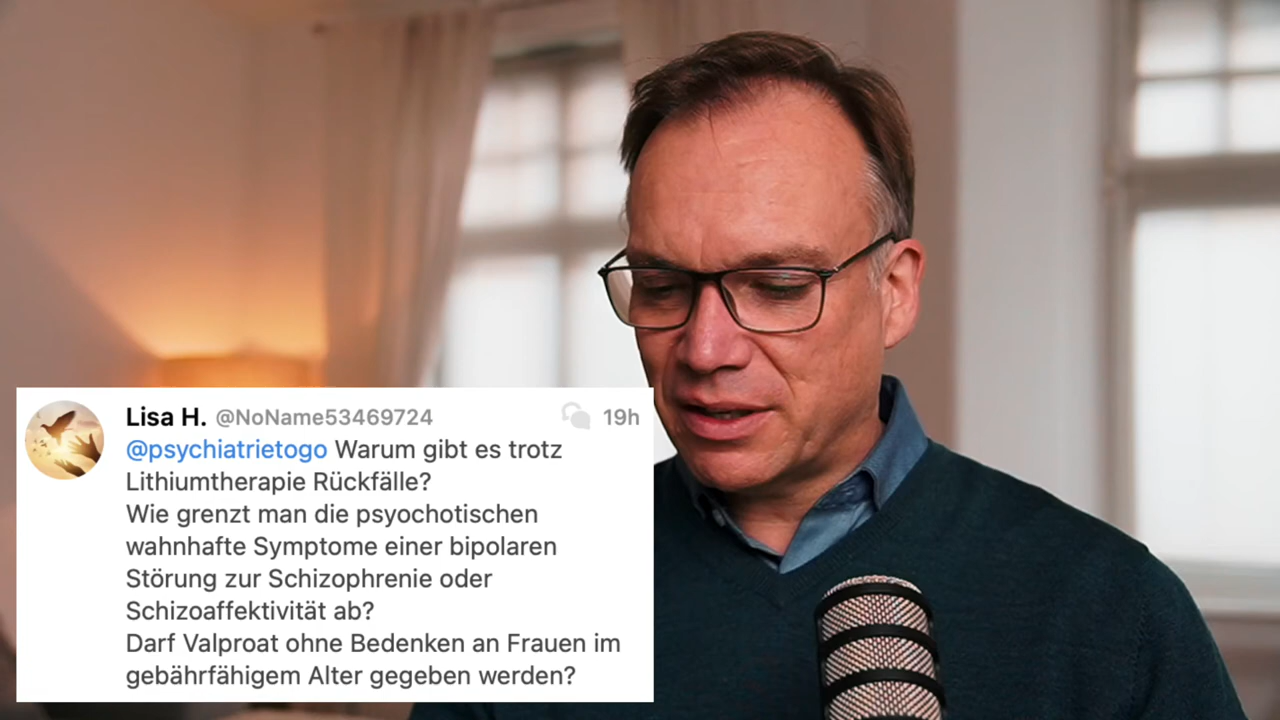 Lisa H. @NoName53469724 19h
@psychiatrietogo Warum gibt es trotz
Lithiumtherapie Rückfälle?
Wie grenzt man die psyochotischen
wahnhafte Symptome einer bipolaren
Störung zur Schizophrenie oder
Schizoaffektivität ab?
Darf Valproat ohne Bedenken an Frauen im
gebährfähigem Alter gegeben werden?